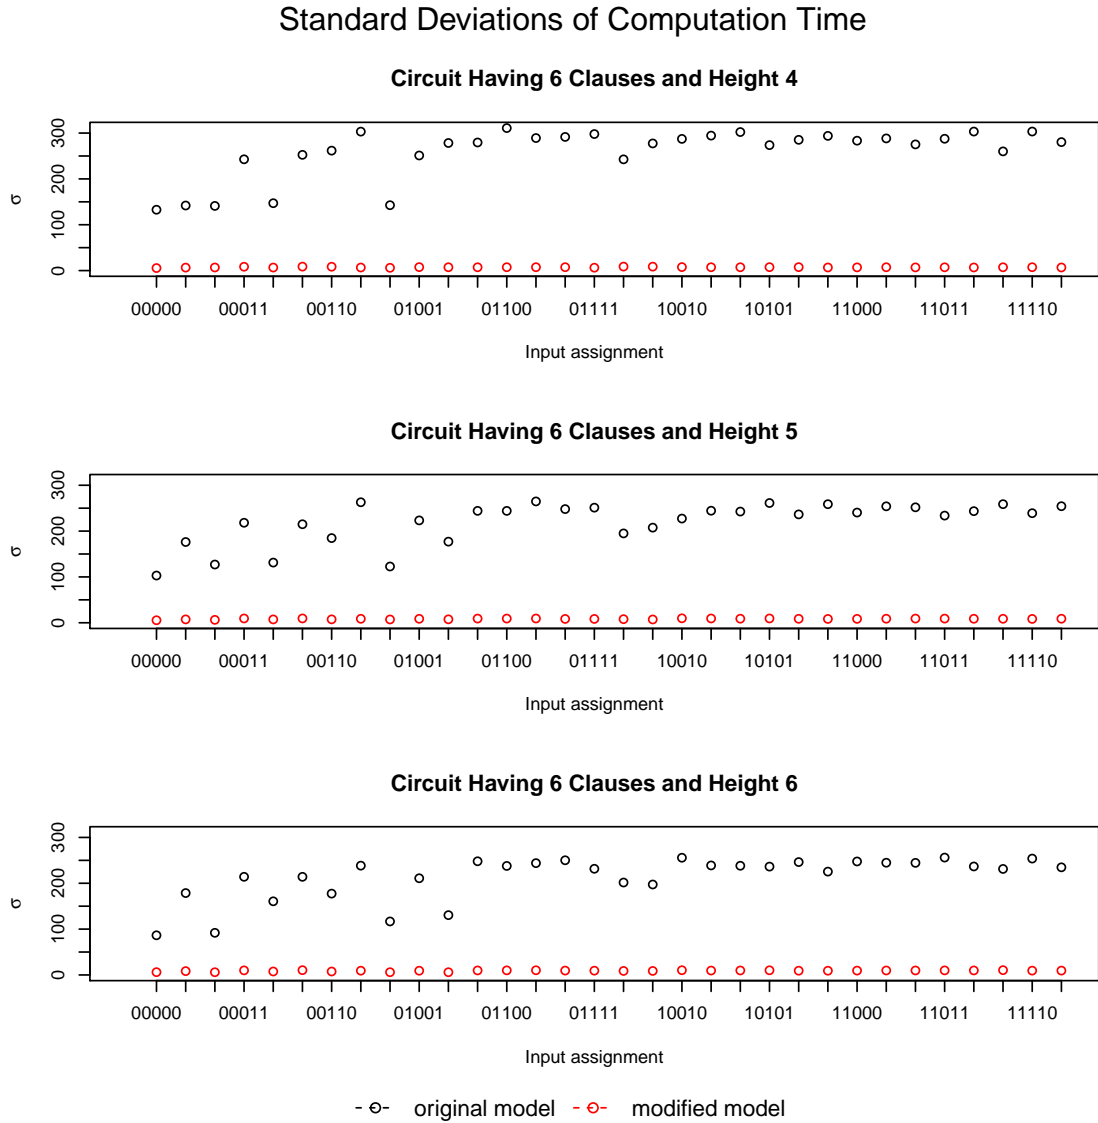 Standard Deviations of Computation Time
Circuit Having 6 Clauses and Height 4
300
200
100
0
σ
00000 00011 00110 01001 01100 01111 10010 10101 11000 11011 11110
Input assignment
Circuit Having 6 Clauses and Height 5
300
200
100
0
σ
00000 00011 00110 01001 01100 01111 10010 10101 11000 11011 11110
Input assignment
Circuit Having 6 Clauses and Height 6
300
200
100
0
σ
00000 00011 00110 01001 01100 01111 10010 10101 11000 11011 11110
Input assignment
original model modified model